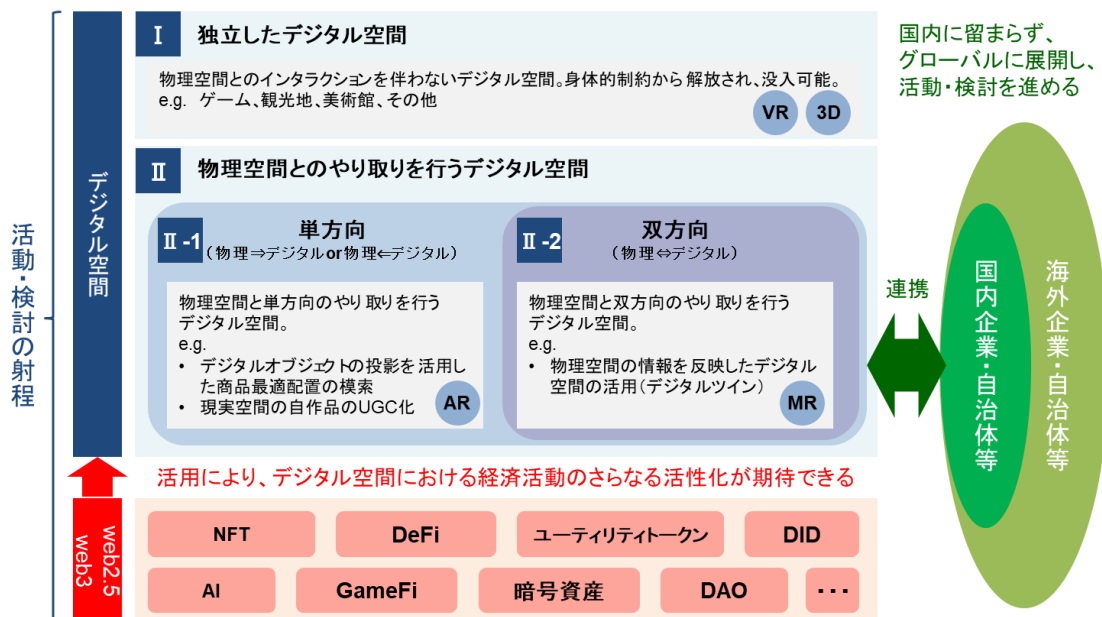 活動・検討の射程
デジタル空間
Ⅰ 独立したデジタル空間
物理空間とのインタラクションを伴わないデジタル空間。身体的制約から解放され、没入可能。
e.g. ゲーム、観光地、美術館、その他
VR 3D
Ⅱ 物理空間とのやり取りを行うデジタル空間
Ⅱ-1 単方向
(物理⇒デジタルor物理⇐デジタル)
物理空間と単方向のやり取りを行う
デジタル空間。
e.g.
• デジタルオブジェクトの投影を活用し
た商品最適配置の模索
• 現実空間の自作品のUGC化
AR
Ⅱ-2 双方向
(物理⇔デジタル)
物理空間と双方向のやり取りを行う
デジタル空間。
e.g.
• 物理空間の情報を反映したデジタル
空間の活用(デジタルツイン)
MR
活用により、デジタル空間における経済活動のさらなる活性化が期待できる
web2.5
web3
NFT DeFi ユーティリティトークン DID
AI GameFi 暗号資産 DAO ・・・
国内に留まらず、
グローバルに展開し、
活動・検討を進める
連携
国内企業・自治体等
海外企業・自治体等